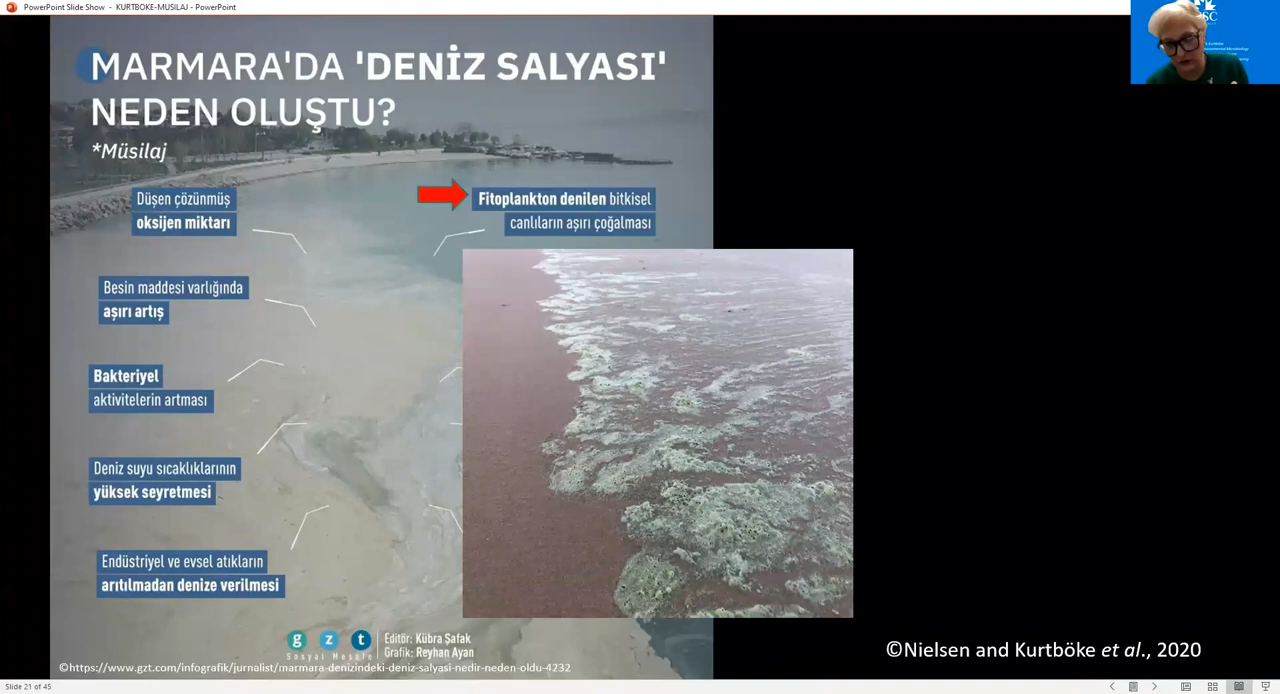 PowerPoint Slide Show - KURTBOKE-MUSILAJ - PowerPoint
MARMARA'DA 'DENİZ SALYASI'
NEDEN OLUŞTU?
*Müsilaj
Düşen çözünmüş
oksijen miktarı
Fitoplankton denilen bitkisel
canlıların aşırı çoğalması
Besin maddesi varlığında
aşırı artış
Bakteriyel
aktivitelerin artması
Deniz suyu sıcaklıklarının
yüksek seyretmesi
Endüstriyel ve evsel atıkların
arıtılmadan denize verilmesi
g z t
Sosyal Mesafe
Editör: Kübra Şafak
Grafik: Reyhan Ayan
©https://www.gzt.com/infografik/jurnalist/marmara-denizindeki-deniz-salyasi-nedir-neden-oldu-4232
©Nielsen and Kurtböke et al., 2020
Slide 21 of 45